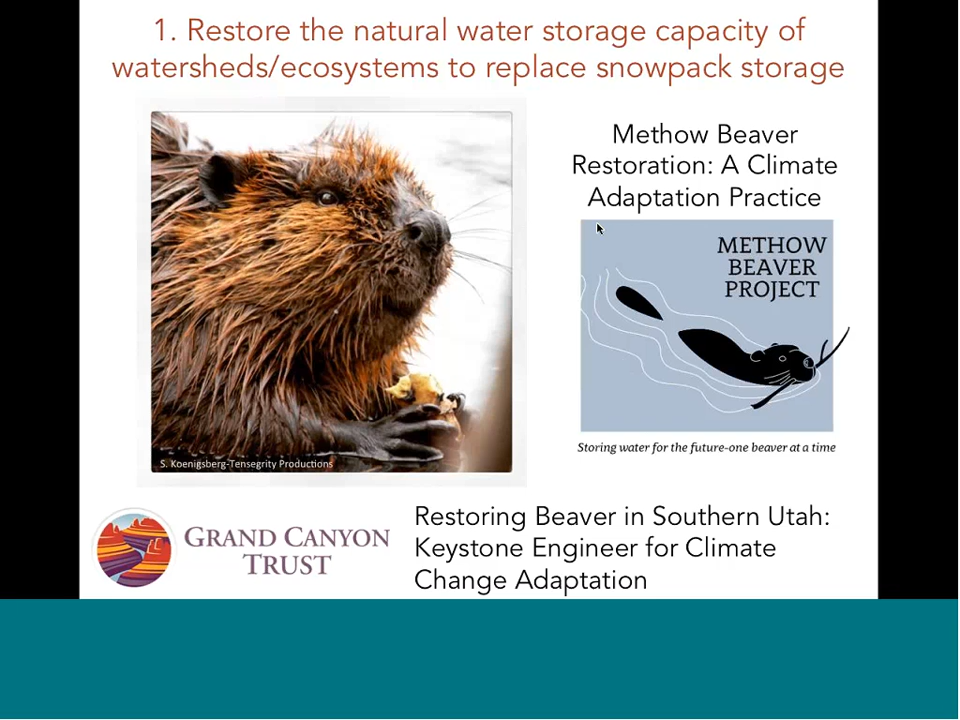 1. Restore the natural water storage capacity of
watersheds/ecosystems to replace snowpack storage
Methow Beaver
Restoration: A Climate
Adaptation Practice
METHOW
BEAVER
PROJECT
Storing water for the future-one beaver at a time
S. Koenigsberg-Tensegrity Productions
GRAND CANYON
TRUST
Restoring Beaver in Southern Utah:
Keystone Engineer for Climate
Change Adaptation